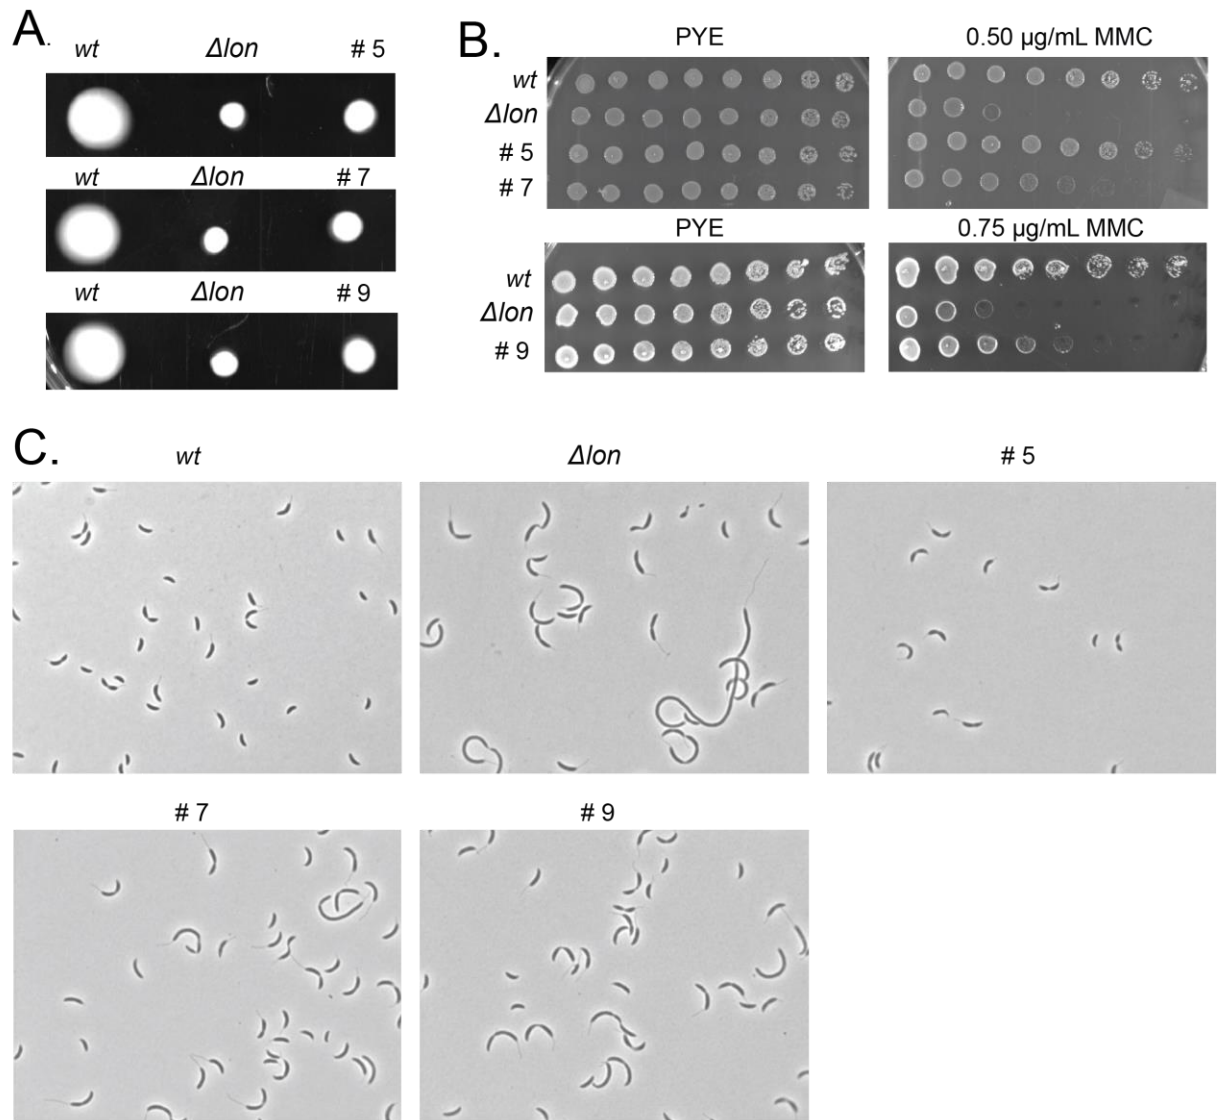 A.
wt Δlon # 5
wt Δlon # 7
wt Δlon # 9
B.
PYE 0.50 µg/mL MMC
wt
Δlon
# 5
# 7
PYE 0.75 µg/mL MMC
wt
Δlon
# 9
C.
wt Δlon # 5
# 7 # 9